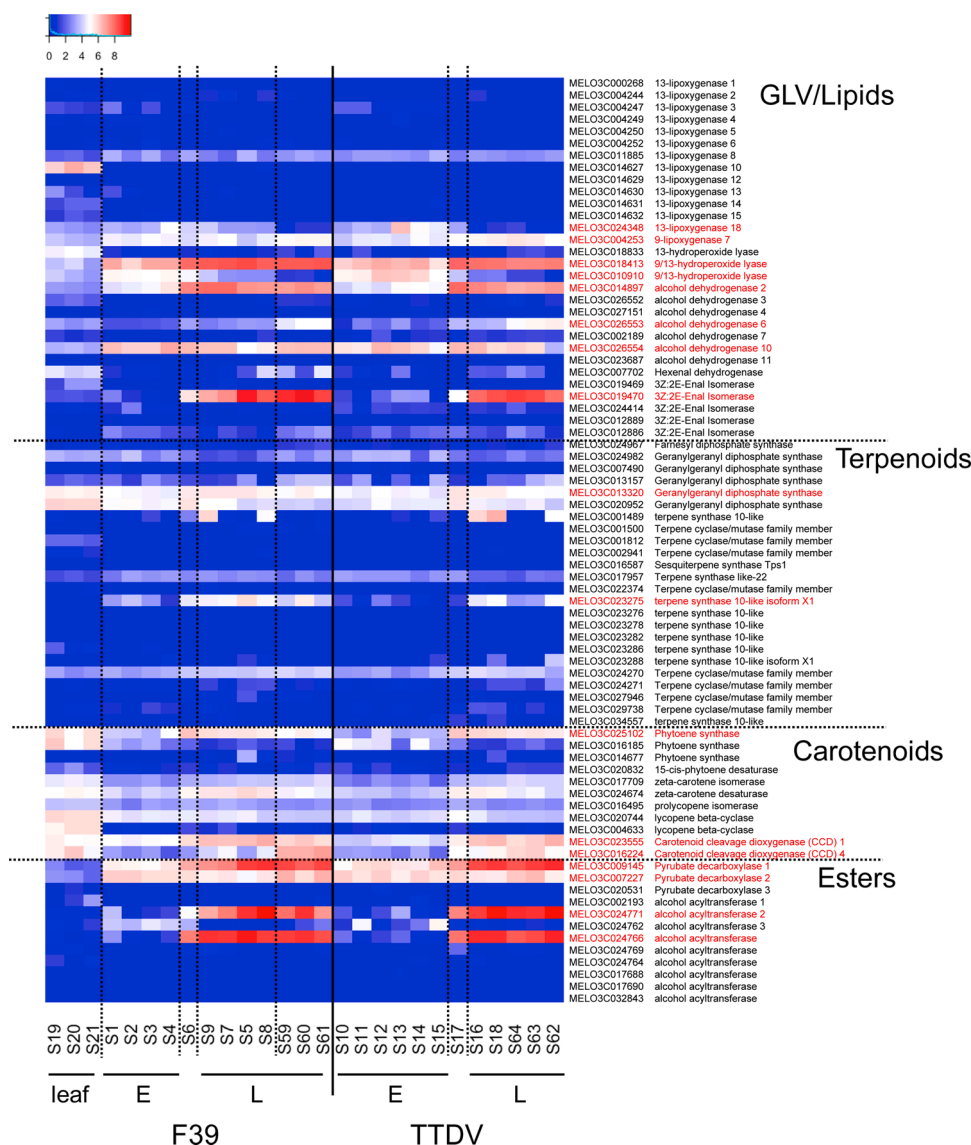 0 2 4 6 8
GLV/Lipids
MELO3C000268 13-lipoxygenase 1
MELO3C004244 13-lipoxygenase 2
MELO3C004247 13-lipoxygenase 3
MELO3C004249 13-lipoxygenase 4
MELO3C004250 13-lipoxygenase 5
MELO3C004252 13-lipoxygenase 6
MELO3C011885 13-lipoxygenase 8
MELO3C014627 13-lipoxygenase 10
MELO3C014629 13-lipoxygenase 12
MELO3C014630 13-lipoxygenase 13
MELO3C014631 13-lipoxygenase 14
MELO3C014632 13-lipoxygenase 15
MELO3C024348 13-lipoxygenase 18
MELO3C004253 9-lipoxygenase 7
MELO3C018833 13-hydroperoxide lyase
MELO3C018413 9/13-hydroperoxide lyase
MELO3C010910 9/13-hydroperoxide lyase
MELO3C014897 alcohol dehydrogenase 2
MELO3C026552 alcohol dehydrogenase 3
MELO3C027151 alcohol dehydrogenase 4
MELO3C026553 alcohol dehydrogenase 6
MELO3C002189 alcohol dehydrogenase 7
MELO3C026554 alcohol dehydrogenase 10
MELO3C023687 alcohol dehydrogenase 11
MELO3C007702 Hexenal dehydrogenase
MELO3C019469 3Z:2E-Enal Isomerase
MELO3C019470 3Z:2E-Enal Isomerase
MELO3C024414 3Z:2E-Enal Isomerase
MELO3C012889 3Z:2E-Enal Isomerase
MELO3C012886 3Z:2E-Enal Isomerase
Terpenoids
MELO3C024967 Farnesyl diphosphate synthase
MELO3C024982 Geranylgeranyl diphosphate synthase
MELO3C007490 Geranylgeranyl diphosphate synthase
MELO3C013157 Geranylgeranyl diphosphate synthase
MELO3C013320 Geranylgeranyl diphosphate synthase
MELO3C020952 Geranylgeranyl diphosphate synthase
MELO3C001489 terpene synthase 10-like
MELO3C001500 Terpene cyclase/mutase family member
MELO3C001812 Terpene cyclase/mutase family member
MELO3C002941 Terpene cyclase/mutase family member
MELO3C016587 Sesquiterpene synthase Tps1
MELO3C017957 Terpene synthase like-22
MELO3C022374 Terpene cyclase/mutase family member
MELO3C023275 terpene synthase 10-like isoform X1
MELO3C023276 terpene synthase 10-like
MELO3C023278 terpene synthase 10-like
MELO3C023282 terpene synthase 10-like
MELO3C023286 terpene synthase 10-like
MELO3C023288 terpene synthase 10-like isoform X1
MELO3C024270 Terpene cyclase/mutase family member
MELO3C024271 Terpene cyclase/mutase family member
MELO3C027946 Terpene cyclase/mutase family member
MELO3C029738 Terpene cyclase/mutase family member
MELO3C034557 terpene synthase 10-like
Carotenoids
MELO3C025102 Phytoene synthase
MELO3C016185 Phytoene synthase
MELO3C014677 Phytoene synthase
MELO3C020832 15-cis-phytoene desaturase
MELO3C017709 zeta-carotene isomerase
MELO3C024674 zeta-carotene desaturase
MELO3C016495 prolycopene isomerase
MELO3C020744 lycopene beta-cyclase
MELO3C004633 lycopene beta-cyclase
MELO3C023555 Carotenoid cleavage dioxygenase (CCD) 1
MELO3C016224 Carotenoid cleavage dioxygenase (CCD) 4
Esters
MELO3C009145 Pyrubate decarboxylase 1
MELO3C007227 Pyrubate decarboxylase 2
MELO3C020531 Pyrubate decarboxylase 3
MELO3C002193 alcohol acyltransferase 1
MELO3C024771 alcohol acyltransferase 2
MELO3C024762 alcohol acyltransferase 3
MELO3C024766 alcohol acyltransferase
MELO3C024769 alcohol acyltransferase
MELO3C024764 alcohol acyltransferase
MELO3C017688 alcohol acyltransferase
MELO3C017690 alcohol acyltransferase
MELO3C032843 alcohol acyltransferase
S19 S20 S21 S1 S2 S3 S4 S6 S9 S7 S5 S8 S59 S60 S61 S10 S11 S12 S13 S14 S15 S17 S16 S18 S64 S63 S62
leaf E L E L
F39 TTDV